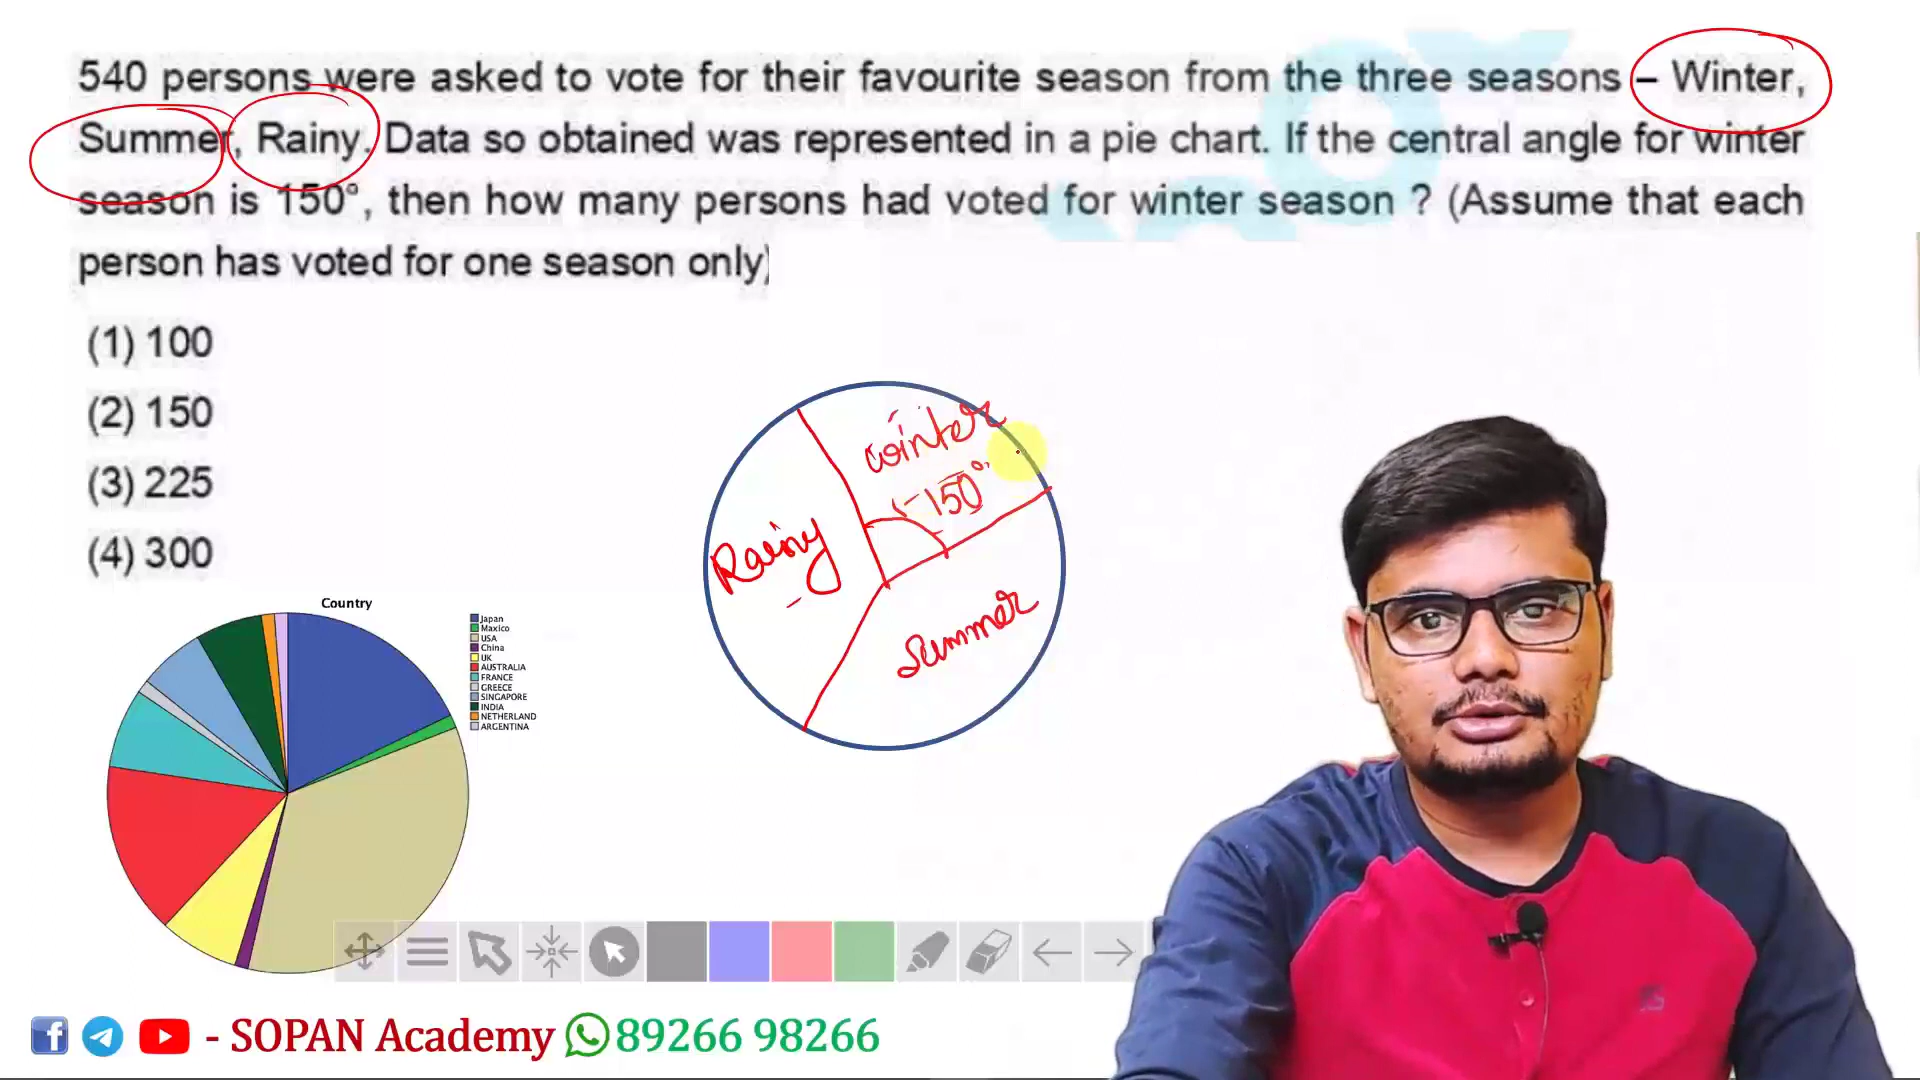 540 persons were asked to vote for their favourite season from the three seasons – Winter,
Summer, Rainy. Data so obtained was represented in a pie chart. If the central angle for winter
season is 150°, then how many persons had voted for winter season ? (Assume that each
person has voted for one season only)
(1) 100
(2) 150
(3) 225
(4) 300
winter
150°
Rainy
Summer
Country
Japan
Maxico
USA
China
UK
AUSTRALIA
FRANCE
GREECE
SINGAPORE
INDIA
NETHERLAND
ARGENTINA
- SOPAN Academy 89266 98266